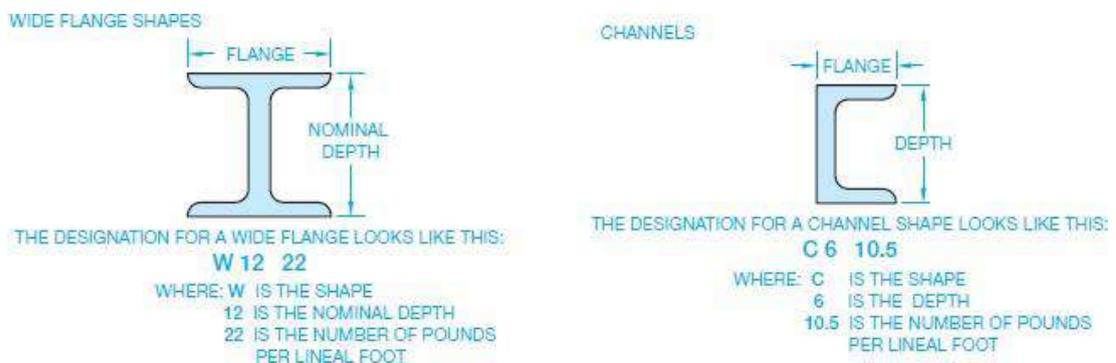 WIDE FLANGE SHAPES
FLANGE
NOMINAL
DEPTH
THE DESIGNATION FOR A WIDE FLANGE LOOKS LIKE THIS:
W 12 22
WHERE: W IS THE SHAPE
12 IS THE NOMINAL DEPTH
22 IS THE NUMBER OF POUNDS
PER LINEAL FOOT
CHANNELS
FLANGE
DEPTH
THE DESIGNATION FOR A CHANNEL SHAPE LOOKS LIKE THIS:
C 6 10.5
WHERE: C IS THE SHAPE
6 IS THE DEPTH
10.5 IS THE NUMBER OF POUNDS
PER LINEAL FOOT